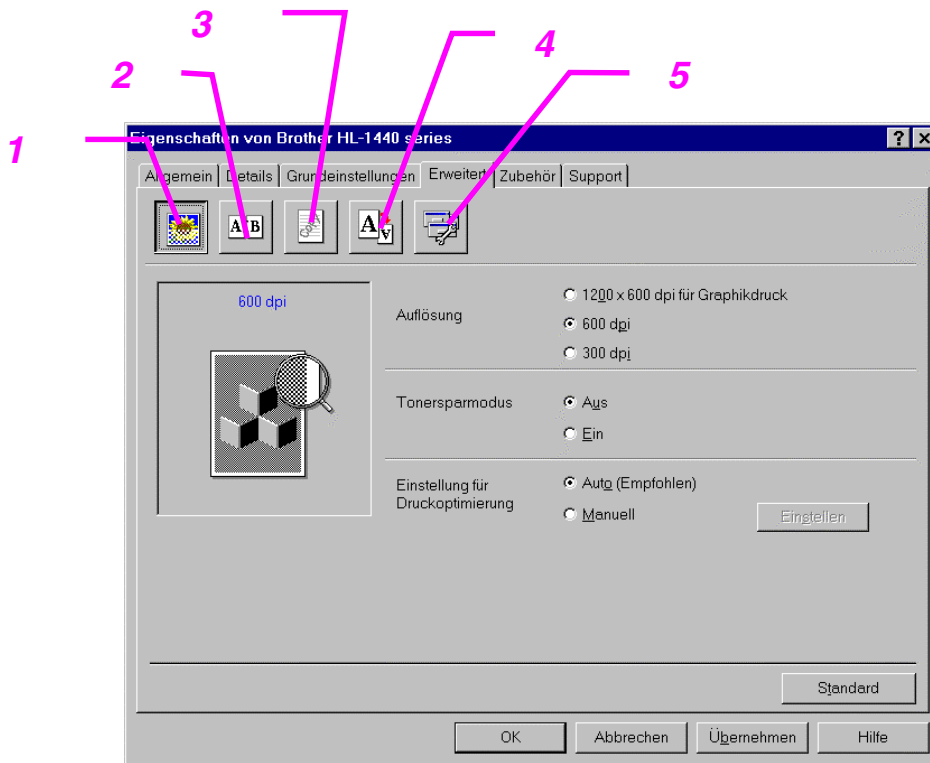 3
4
2
5
1
Eigenschaften von Brother HL-1440 series
Allgemein Details Grundeinstellungen Erweitert Zubehör Support
600 dpi
Auflösung
1200 x 600 dpi für Graphikdruck
600 dpi
300 dpi
Tonersparmodus
Aus
Ein
Einstellung für
Druckoptimierung
Auto (Empfohlen)
Manuell
Einstellen
Standard
OK Abbrechen Übernehmen Hilfe